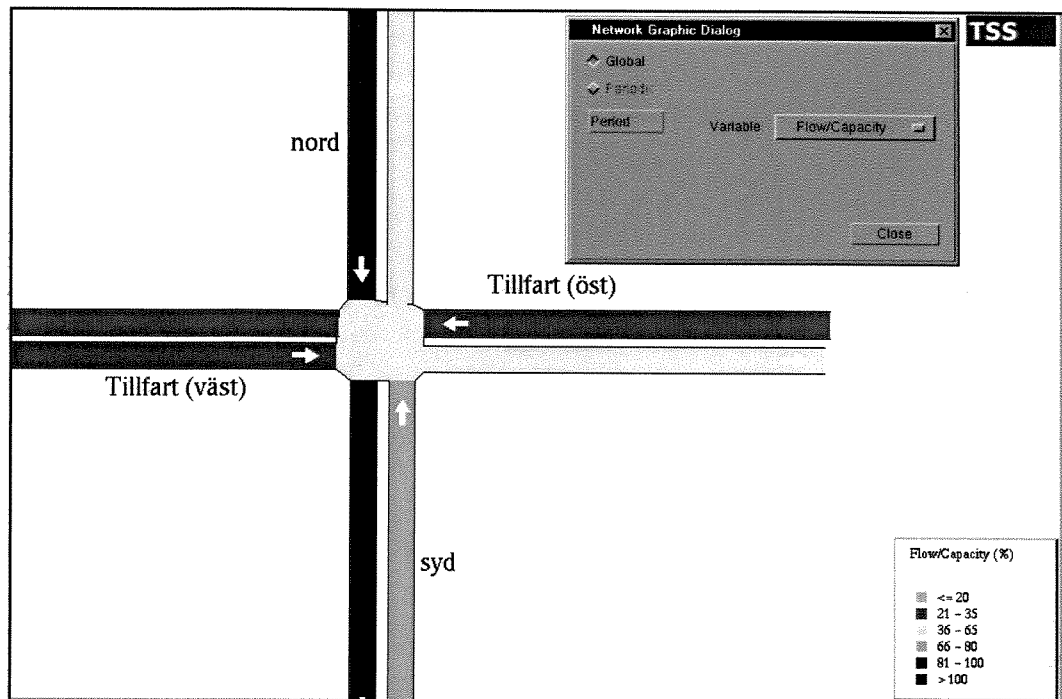 Network Graphic Dialog
TSS
Global
Period
Period
Variable
Flow/Capacity
Close
nord
Tillfart (öst)
Tillfart (väst)
syd
Flow/Capacity (%)
<= 20
21 - 35
36 - 65
66 - 80
81 - 100
> 100